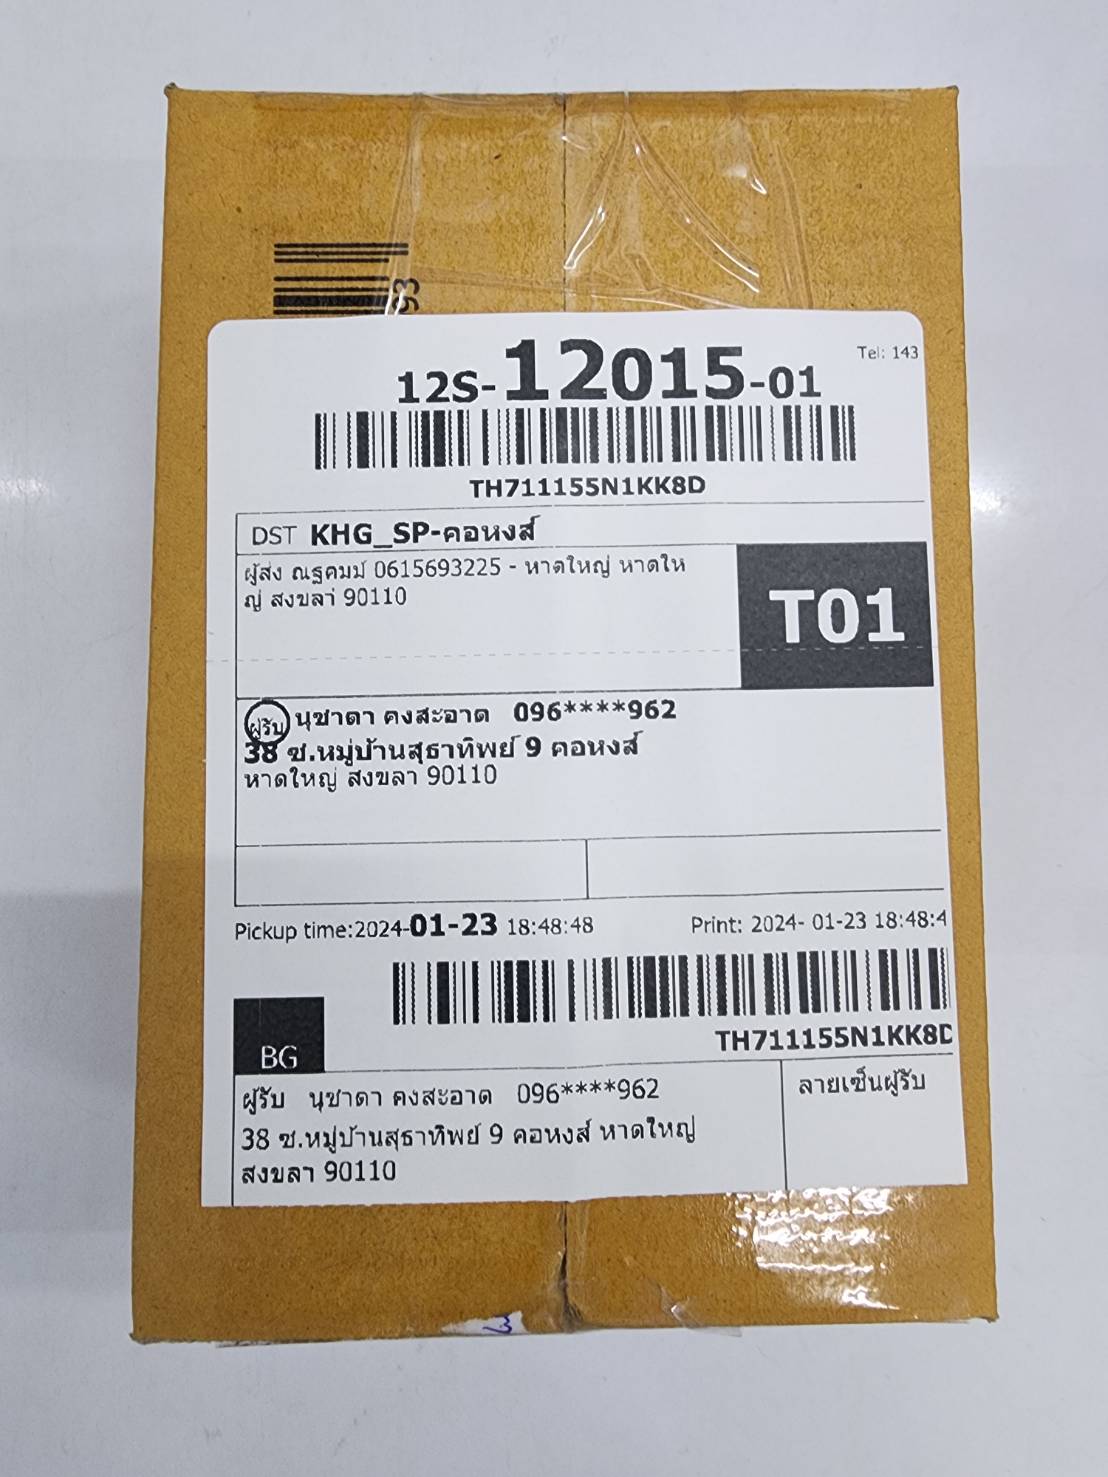 93
Tel: 143
12S-12015-01
TH711155N1KK8D
DST KHG_SP-คอหงส์
ผู้ส่ง ณฐคมม์ 0615693225 - หาดใหญ่ หาดให
ญ่ สงขลา 90110
T01
ผู้รับ นุชาดา คงสะอาด 096****962
38 ซ.หมู่บ้านสุธาทิพย์ 9 คอหงส์
หาดใหญ่ สงขลา 90110
Pickup time:2024-01-23 18:48:48
Print: 2024- 01-23 18:48:4
TH711155N1KK8D
BG
ผู้รับ นุชาดา คงสะอาด 096****962
ลายเซ็นผู้รับ
38 ซ.หมู่บ้านสุธาทิพย์ 9 คอหงส์ หาดใหญ่
สงขลา 90110